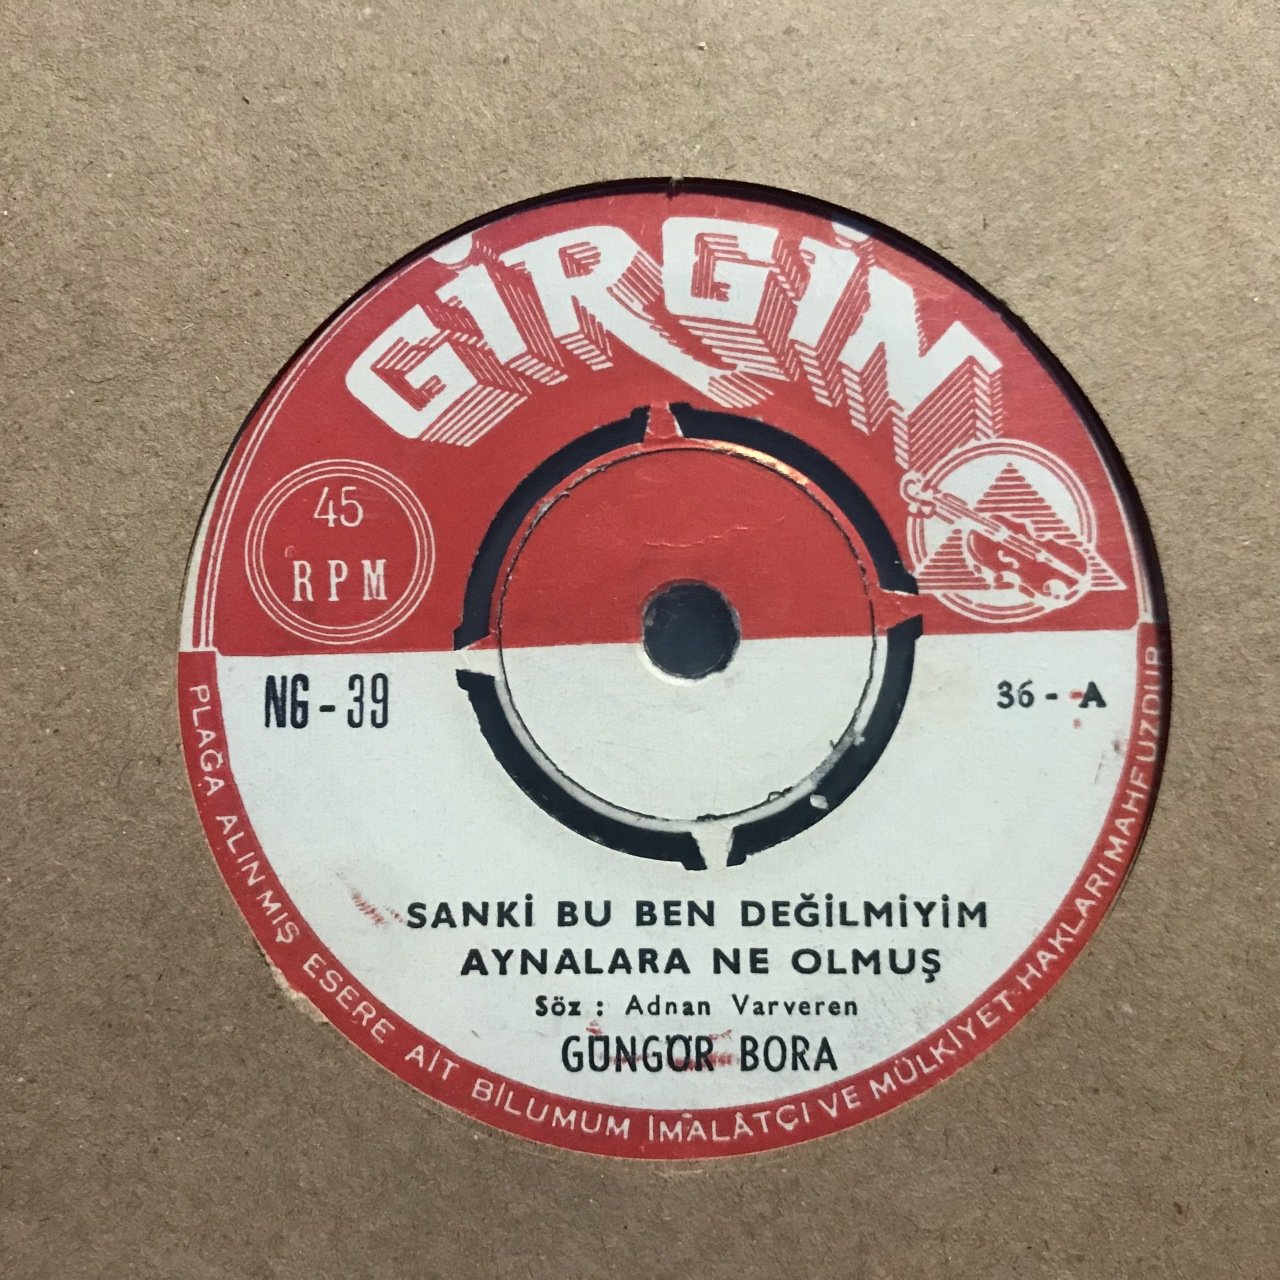 GİRGİN
45
RPM
NG - 39
36 - A
SANKİ BU BEN DEĞİLMİYİM
AYNALARA NE OLMUŞ
Söz : Adnan Varveren
GÜNGÖR BORA
PLAĞA ALINMIŞ ESERE AİT BİLUMUM İMALÂTÇI VE MÜLKİYET HAKLARI MAHFUZDUR